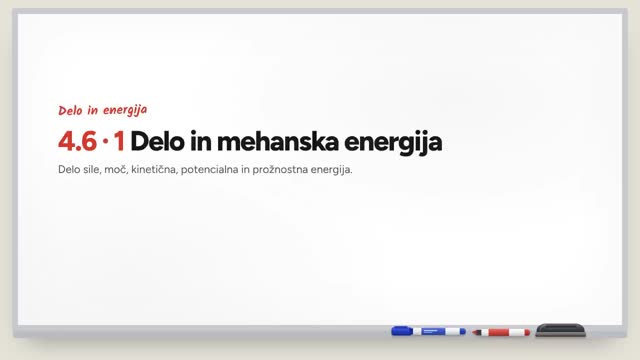 Delo in energija
4.6 · 1 Delo in mehanska energija
Delo sile, moč, kinetična, potencialna in prožnostna energija.